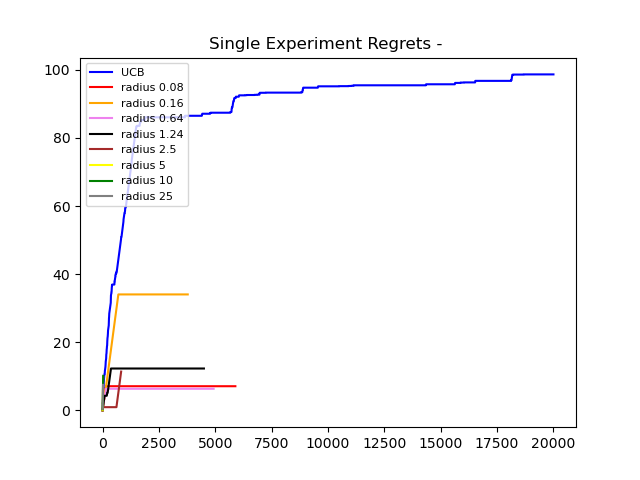 Single Experiment Regrets -
100
80
60
40
20
0
UCB
radius 0.08
radius 0.16
radius 0.64
radius 1.24
radius 2.5
radius 5
radius 10
radius 25
0 2500 5000 7500 10000 12500 15000 17500 20000